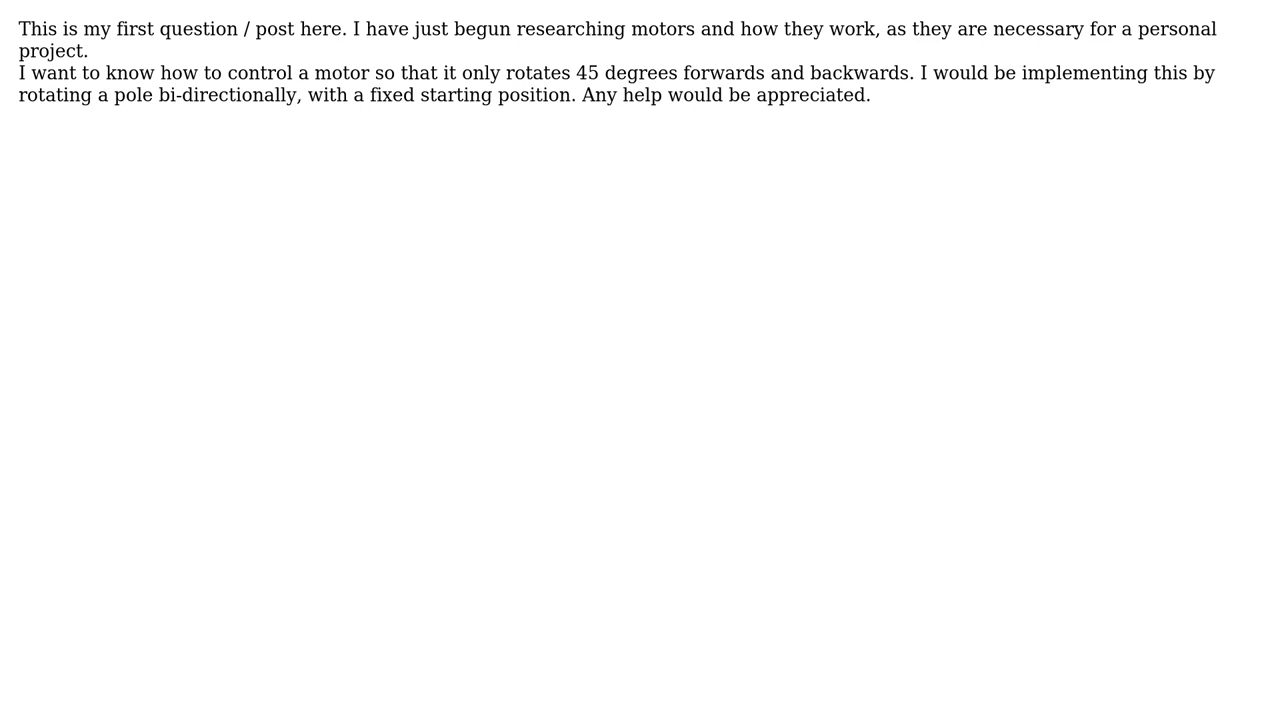 This is my first question / post here. I have just begun researching motors and how they work, as they are necessary for a personal
project.
I want to know how to control a motor so that it only rotates 45 degrees forwards and backwards. I would be implementing this by
rotating a pole bi-directionally, with a fixed starting position. Any help would be appreciated.